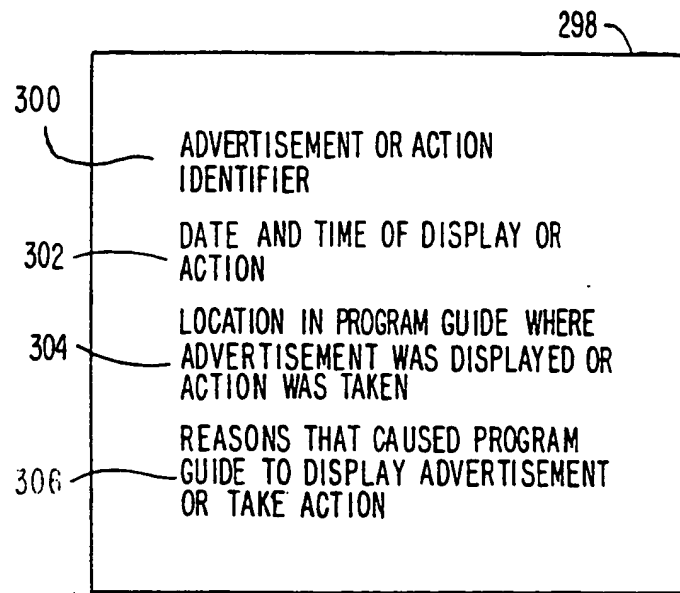 298
300
ADVERTISEMENT OR ACTION
IDENTIFIER
302
DATE AND TIME OF DISPLAY OR
ACTION
304
LOCATION IN PROGRAM GUIDE WHERE
ADVERTISEMENT WAS DISPLAYED OR
ACTION WAS TAKEN
306
REASONS THAT CAUSED PROGRAM
GUIDE TO DISPLAY ADVERTISEMENT
OR TAKE ACTION